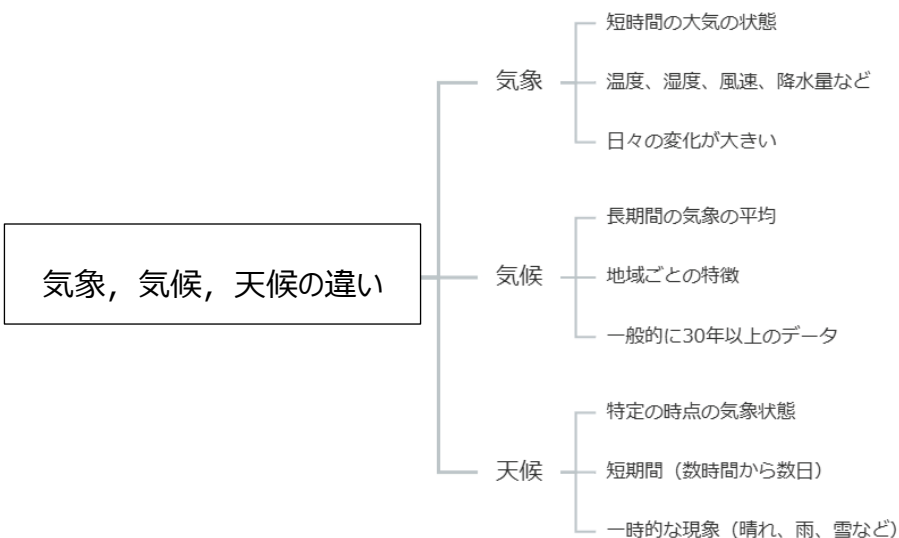 気象，気候，天候の違い
気象
短時間の大気の状態
温度、湿度、風速、降水量など
日々の変化が大きい
気候
長期間の気象の平均
地域ごとの特徴
一般的に30年以上のデータ
天候
特定の時点の気象状態
短期間（数時間から数日）
一時的な現象（晴れ、雨、雪など）